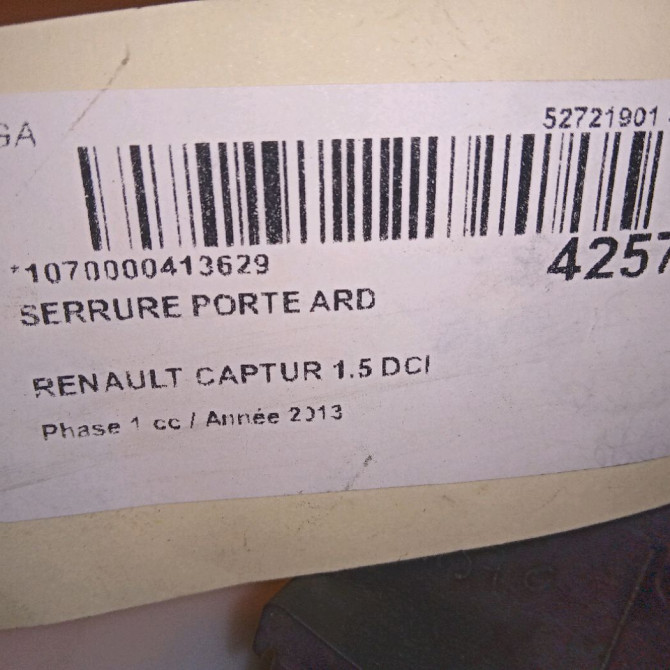 GA
52721901
*1070000413629
4257
SERRURE PORTE ARD
RENAULT CAPTUR 1.5 DCI
Phase 1 cc / Année 2013